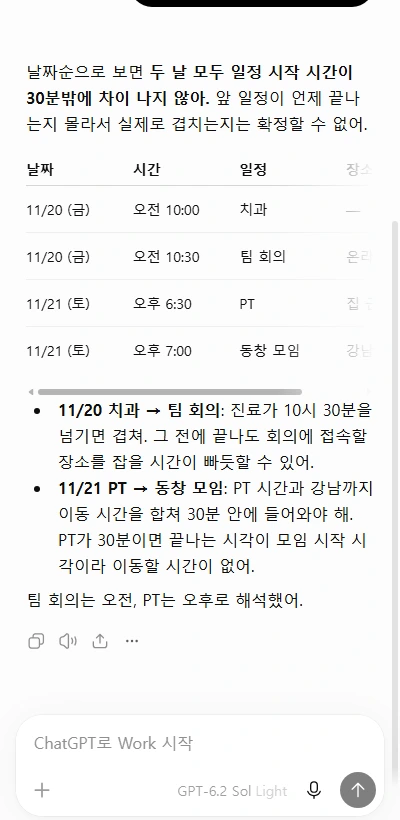 날짜순으로 보면 두 날 모두 일정 시작 시간이
30분밖에 차이 나지 않아. 앞 일정이 언제 끝나
는지 몰라서 실제로 겹치는지는 확정할 수 없어.
날짜 시간 일정 장소
11/20 (금) 오전 10:00 치과 —
11/20 (금) 오전 10:30 팀 회의
11/21 (토) 오후 6:30 PT 집
11/21 (토) 오후 7:00 동창 모임 강남
• 11/20 치과 → 팀 회의: 진료가 10시 30분을
넘기면 겹쳐. 그 전에 끝나도 회의에 접속할
장소를 잡을 시간이 빠듯할 수 있어.
• 11/21 PT → 동창 모임: PT 시간과 강남까지
이동 시간을 합쳐 30분 안에 들어와야 해.
PT가 30분이면 끝나는 시각이 모임 시작 시
각이라 이동할 시간이 없어.
팀 회의는 오전, PT는 오후로 해석했어.
ChatGPT로 Work 시작
GPT-6.2 Sol Light